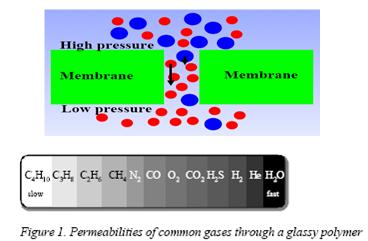 High pressure
Membrane Membrane
Low pressure
C₄H₁₀ C₃H₈ C₂H₆ CH₄ N₂ CO O₂ CO₂ H₂S H₂ He H₂O
slow fast
Figure 1. Permeabilities of common gases through a glassy polymer